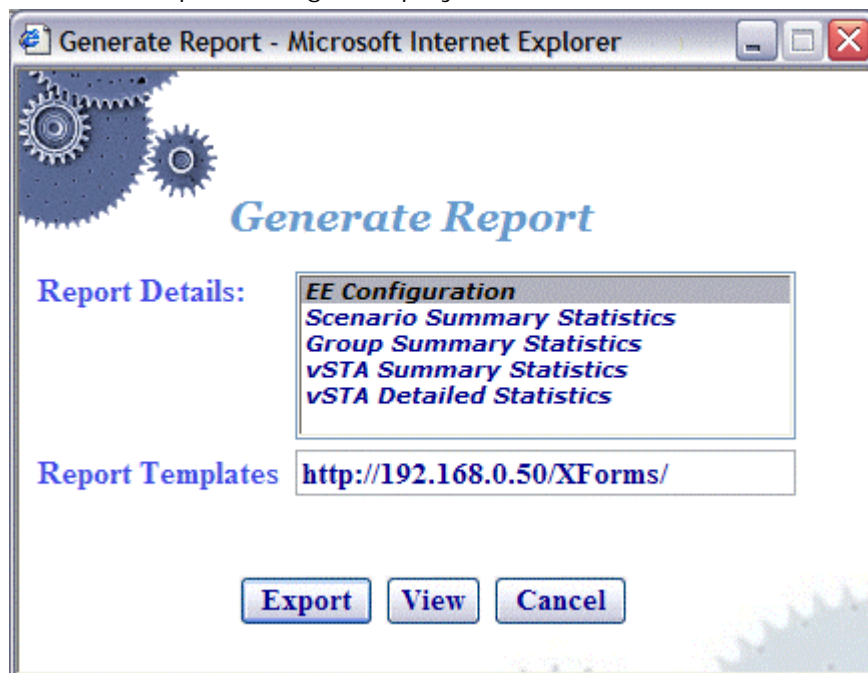 Generate Report - Microsoft Internet Explorer
Generate Report
Report Details:
EE Configuration
Scenario Summary Statistics
Group Summary Statistics
vSTA Summary Statistics
vSTA Detailed Statistics
Report Templates
http://192.168.0.50/XForms/
Export View Cancel